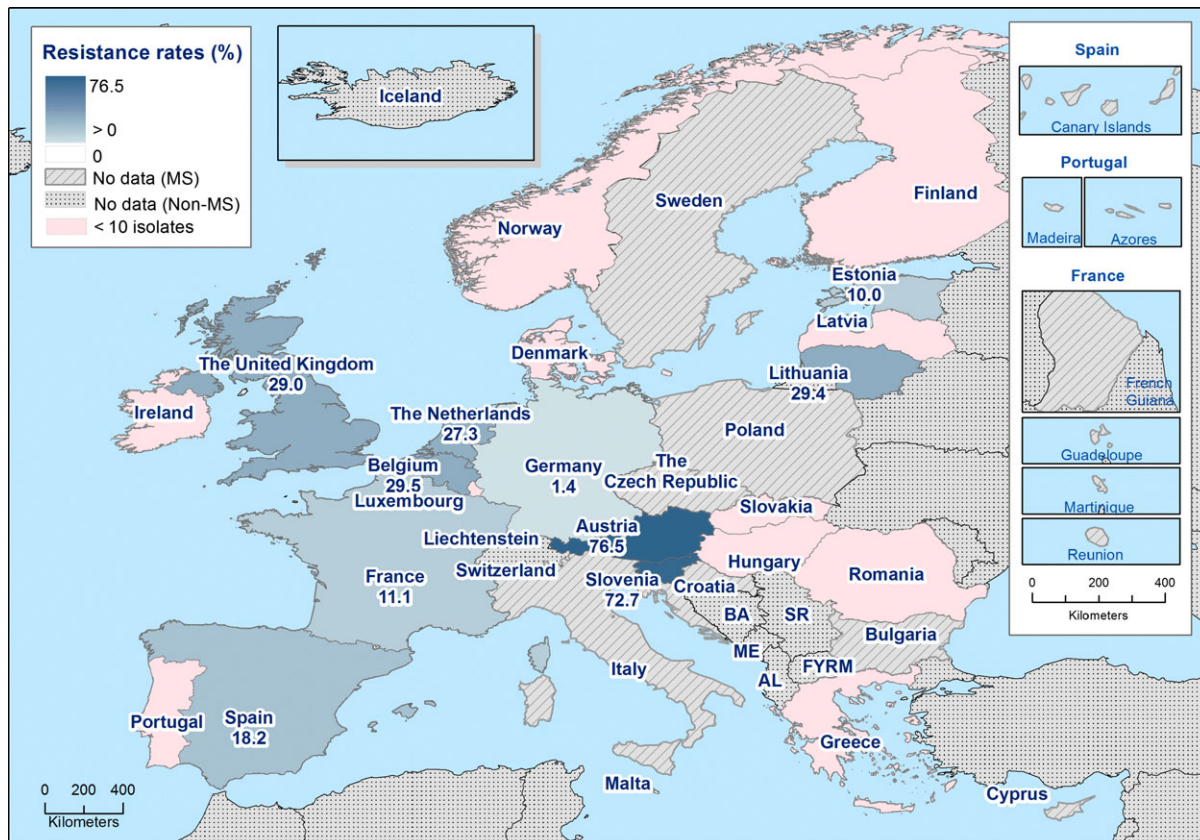 Resistance rates (%)
76.5
> 0
0
No data (MS)
No data (Non-MS)
< 10 isolates
Iceland
Spain
Canary Islands
Portugal
Madeira
Azores
France
French
Guiana
Guadeloupe
Martinique
Reunion
0 200 400
Kilometers
Sweden
Finland
Norway
Estonia
10.0
Latvia
Denmark
The United Kingdom
29.0
Lithuania
29.4
Ireland
The Netherlands
27.3
Poland
Belgium
29.5
Germany
1.4
The
Czech Republic
Luxembourg
Slovakia
Liechtenstein
Austria
76.5
Switzerland
Hungary
Romania
France
11.1
Slovenia
72.7
Croatia
BA
SR
Bulgaria
ME
FYRM
Italy
AL
Portugal
Spain
18.2
Greece
Malta
Cyprus
0 200 400
Kilometers